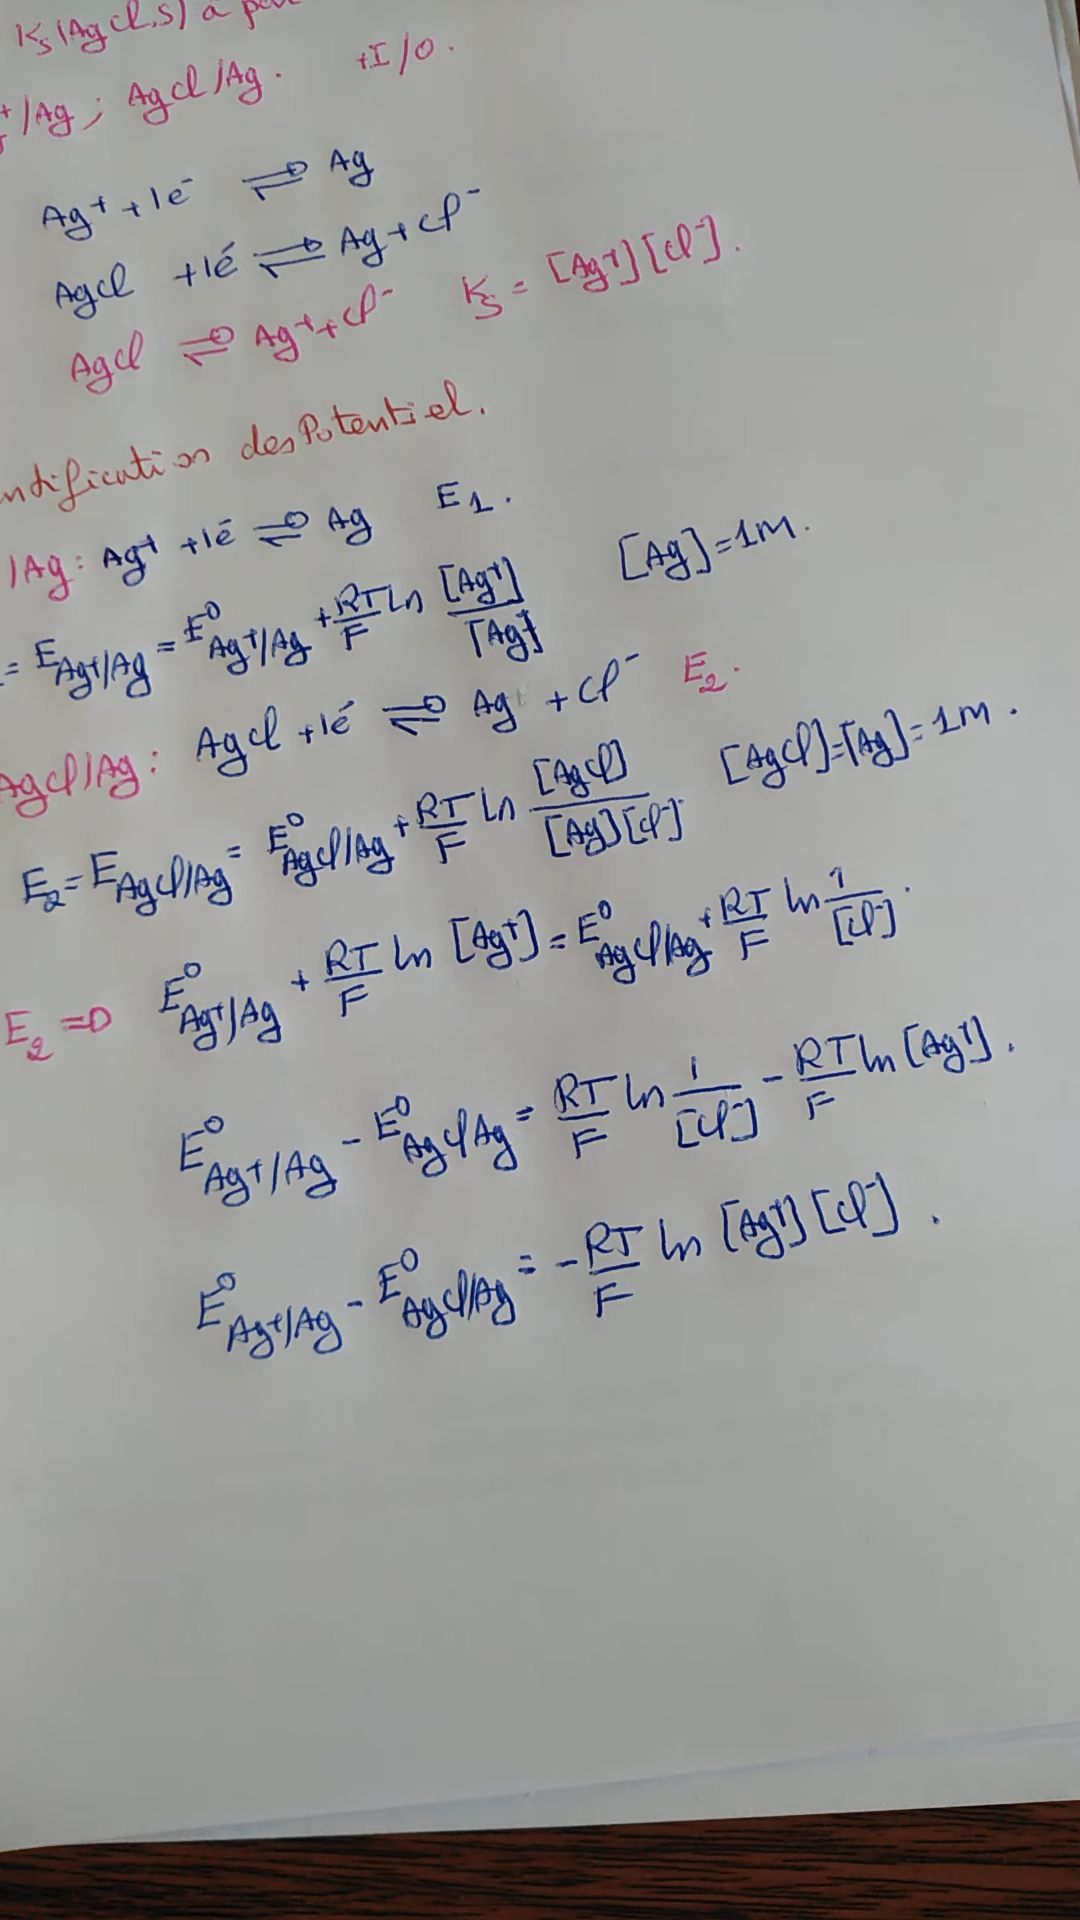 Ks(AgCl,s) à
+/Ag ; AgCl/Ag. +I/0.
Ag+ + 1é ⇌ Ag
AgCl + 1é ⇌ Ag + Cl-
AgCl ⇌ Ag+ + Cl- Ks = [Ag+][Cl-].
ntification des Potentiel.
/Ag : Ag+ + 1é ⇌ Ag E1.
= E Ag+/Ag = E° Ag+/Ag + RT/F ln [Ag+]/[Ag] [Ag] = 1M.
AgCl/Ag : AgCl + 1é ⇌ Ag + Cl- E2.
E2 = E AgCl/Ag = E° AgCl/Ag + RT/F ln [AgCl]/[Ag][Cl-] [AgCl] = [Ag] = 1M.
E2 ⇒ E° Ag+/Ag + RT/F ln [Ag+] = E° AgCl/Ag + RT/F ln 1/[Cl-].
E° Ag+/Ag - E° AgCl/Ag = RT/F ln 1/[Cl-] - RT/F ln [Ag+].
E° Ag+/Ag - E° AgCl/Ag = - RT/F ln [Ag+][Cl-].